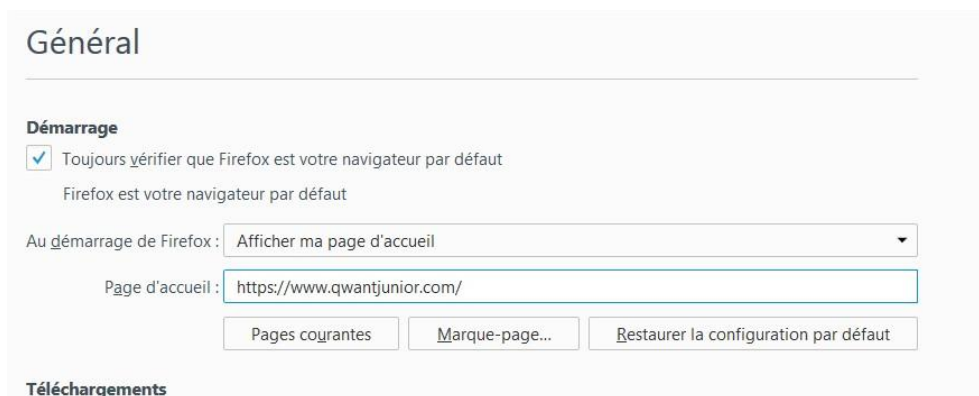 Général
Démarrage
Toujours vérifier que Firefox est votre navigateur par défaut
Firefox est votre navigateur par défaut
Au démarrage de Firefox : Afficher ma page d'accueil
Page d'accueil : https://www.qwantjunior.com/
Pages courantes Marque-page... Restaurer la configuration par défaut
Téléchargements